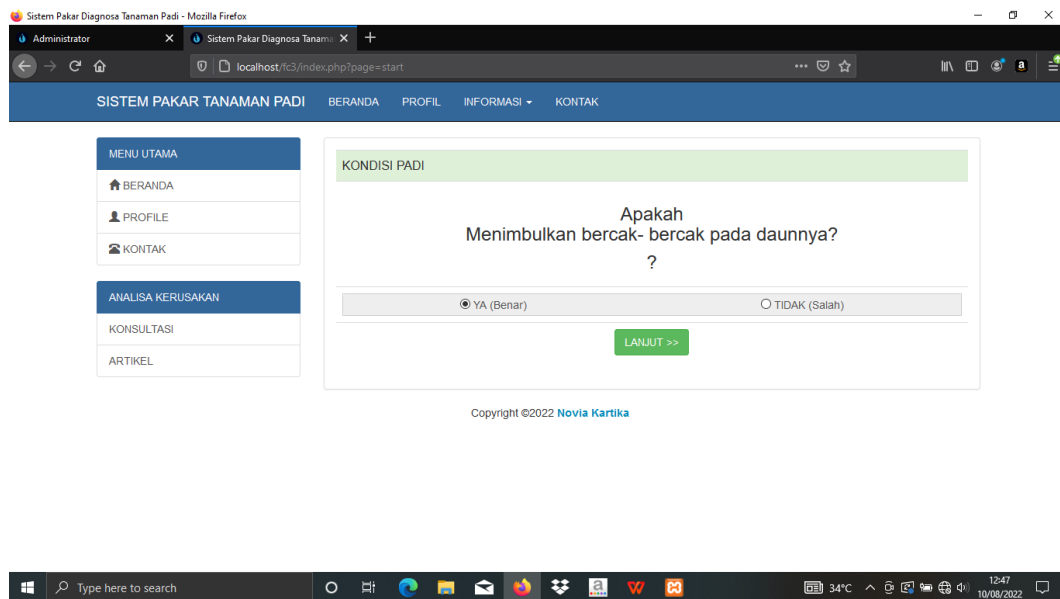 Sistem Pakar Diagnosa Tanaman Padi - Mozilla Firefox
Administrator
Sistem Pakar Diagnosa Tanama
localhost/fc3/index.php?page=start
SISTEM PAKAR TANAMAN PADI BERANDA PROFIL INFORMASI KONTAK
MENU UTAMA
BERANDA
PROFILE
KONTAK
ANALISA KERUSAKAN
KONSULTASI
ARTIKEL
KONDISI PADI
Apakah
Menimbulkan bercak- bercak pada daunnya?
?
YA (Benar) TIDAK (Salah)
LANJUT >>
Copyright ©2022 Novia Kartika
Type here to search
34°C
12:47
10/08/2022